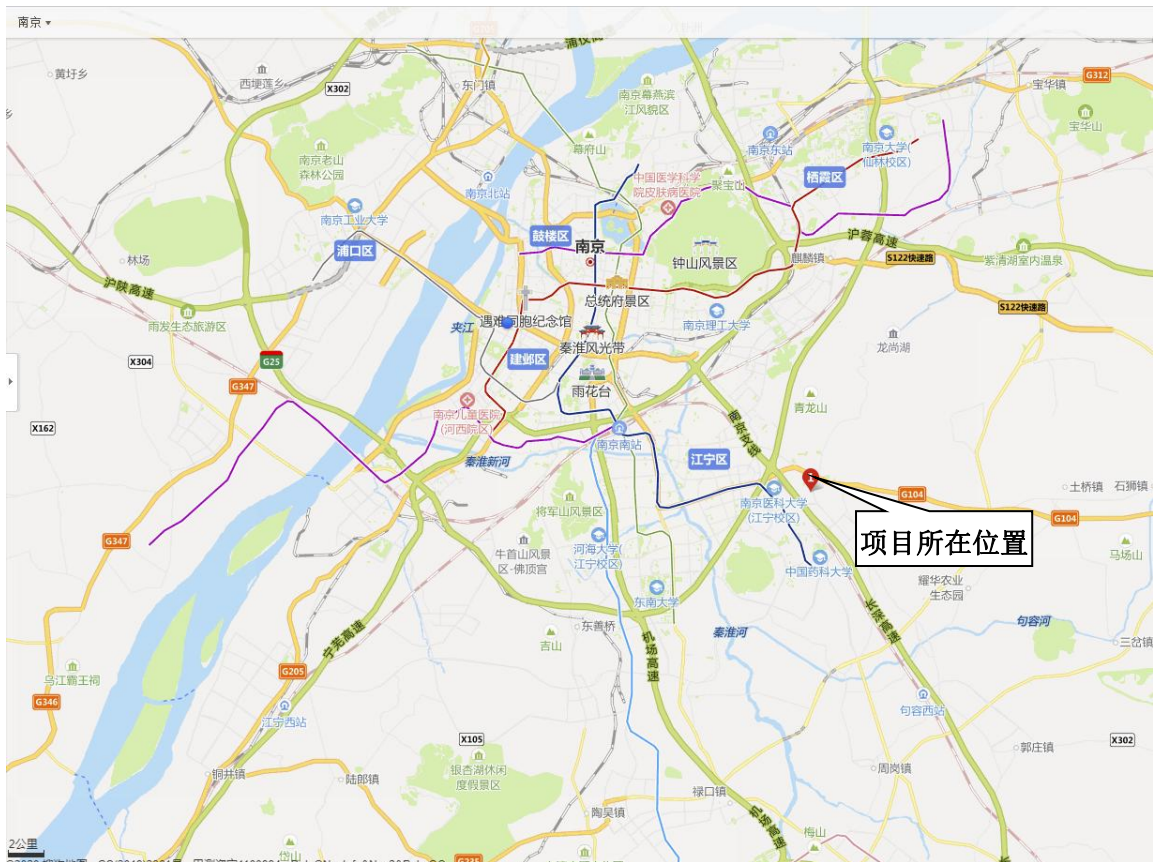 南京
黄圩乡
西埂莲乡
X302
东门镇
南京幕燕滨
江风貌区
G312
宝华镇
宝华山
幕府山
南京东站
南京大学(
仙林校区)
南京老山
森林公园
中国医学科学
院皮肤病医院
聚宝山
栖霞区
南京北站
南京工业大学
鼓楼区
南京
沪蓉高速
浦口区
林场
钟山风景区
麒麟镇
S122快速路
紫清湖室内温泉
沪陕高速
总统府景区
S122快速路
雨发生态旅游区
夹江
遇难同胞纪念馆
南京理工大学
龙尚湖
秦淮风光带
X304
G25
建邺区
G347
雨花台
青龙山
南京儿童医院
(河西院区)
X162
南京支线
南京南站
秦淮新河
江宁区
土桥镇
石狮镇
G104
南京医科大学
(江宁校区)
将军山风景区
G104
项目所在位置
G347
牛首山风景
区-佛顶宫
河海大学(
江宁校区)
马场山
中国药科大学
耀华农业
生态园
东南大学
长深高速
东善桥
秦淮河
句容河
宁芜高速
吉山
机场高速
三岔镇
乌江霸王祠
G205
G346
江宁西站
句容西站
X105
X302
郭庄镇
铜井镇
陆郎镇
银杏湖休闲
度假景区
周岗镇
禄口镇
陶吴镇
机场高速
梅山
2公里
岱山